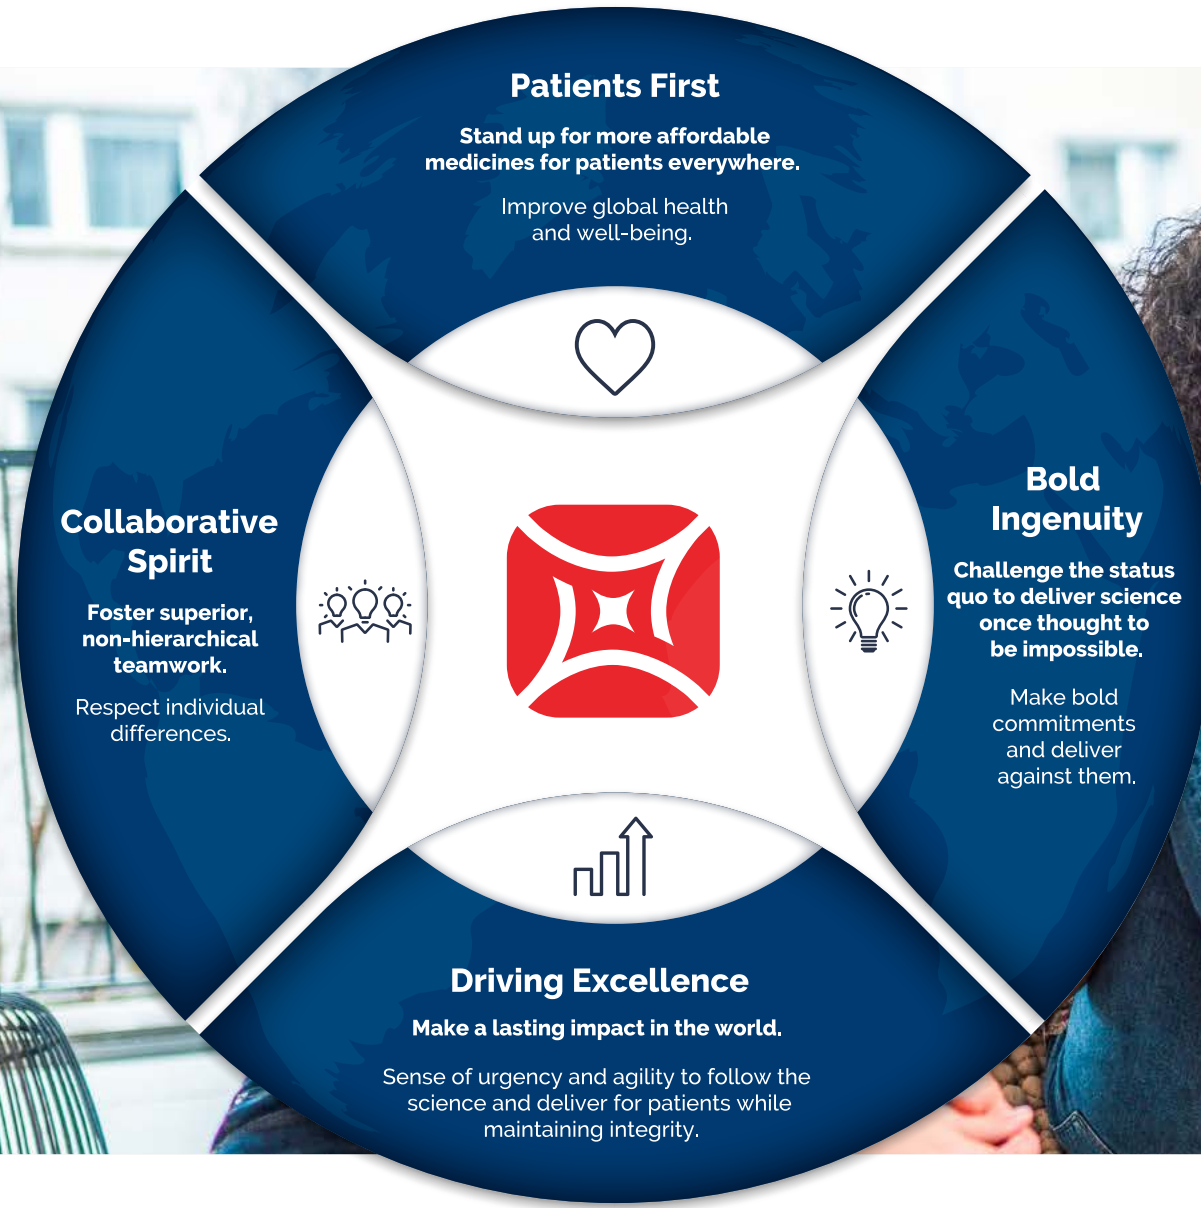 Patients First
Stand up for more affordable
medicines for patients everywhere.
Improve global health
and well-being.
Collaborative
Spirit
Foster superior,
non-hierarchical
teamwork.
Respect individual
differences.
Bold
Ingenuity
Challenge the status
quo to deliver science
once thought to
be impossible.
Make bold
commitments
and deliver
against them.
Driving Excellence
Make a lasting impact in the world.
Sense of urgency and agility to follow the
science and deliver for patients while
maintaining integrity.